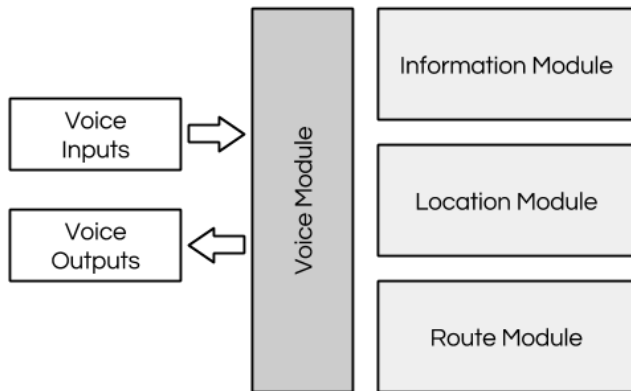 Voice
Inputs
Voice
Outputs
Voice Module
Information Module
Location Module
Route Module